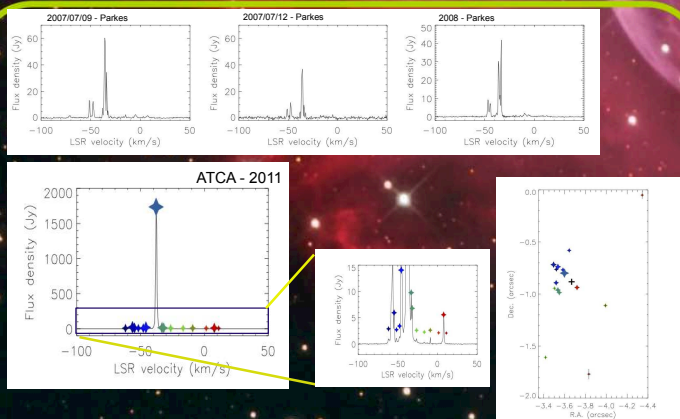 2007/07/09 - Parkes
60
40
20
0
Flux density (Jy)
-100 -50 0 50
LSR velocity (km/s)
2007/07/12 - Parkes
60
40
20
0
Flux density (Jy)
-100 -50 0 50
LSR velocity (km/s)
2008 - Parkes
50
40
30
20
10
0
Flux density (Jy)
-100 -50 0 50
LSR velocity (km/s)
ATCA - 2011
2000
1500
1000
500
0
Flux density (Jy)
-100 -50 0 50
LSR velocity (km/s)
15
10
5
0
Flux density (Jy)
-100 -50 0 50
LSR velocity (km/s)
0.0
-0.5
-1.0
-1.5
-2.0
Dec. (arcsec)
-3.4 -3.6 -3.8 -4.0 -4.2 -4.4
R.A. (arcsec)